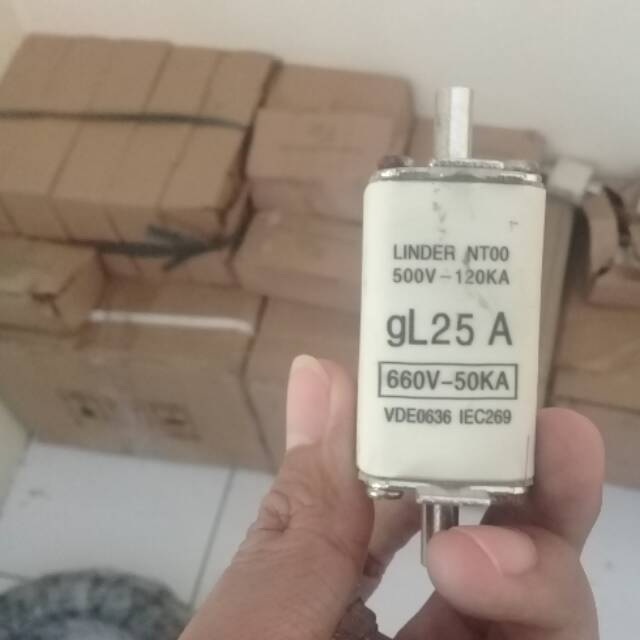 LINDER NT00
500V-120KA
gL25 A
660V-50KA
VDE0636 IEC269